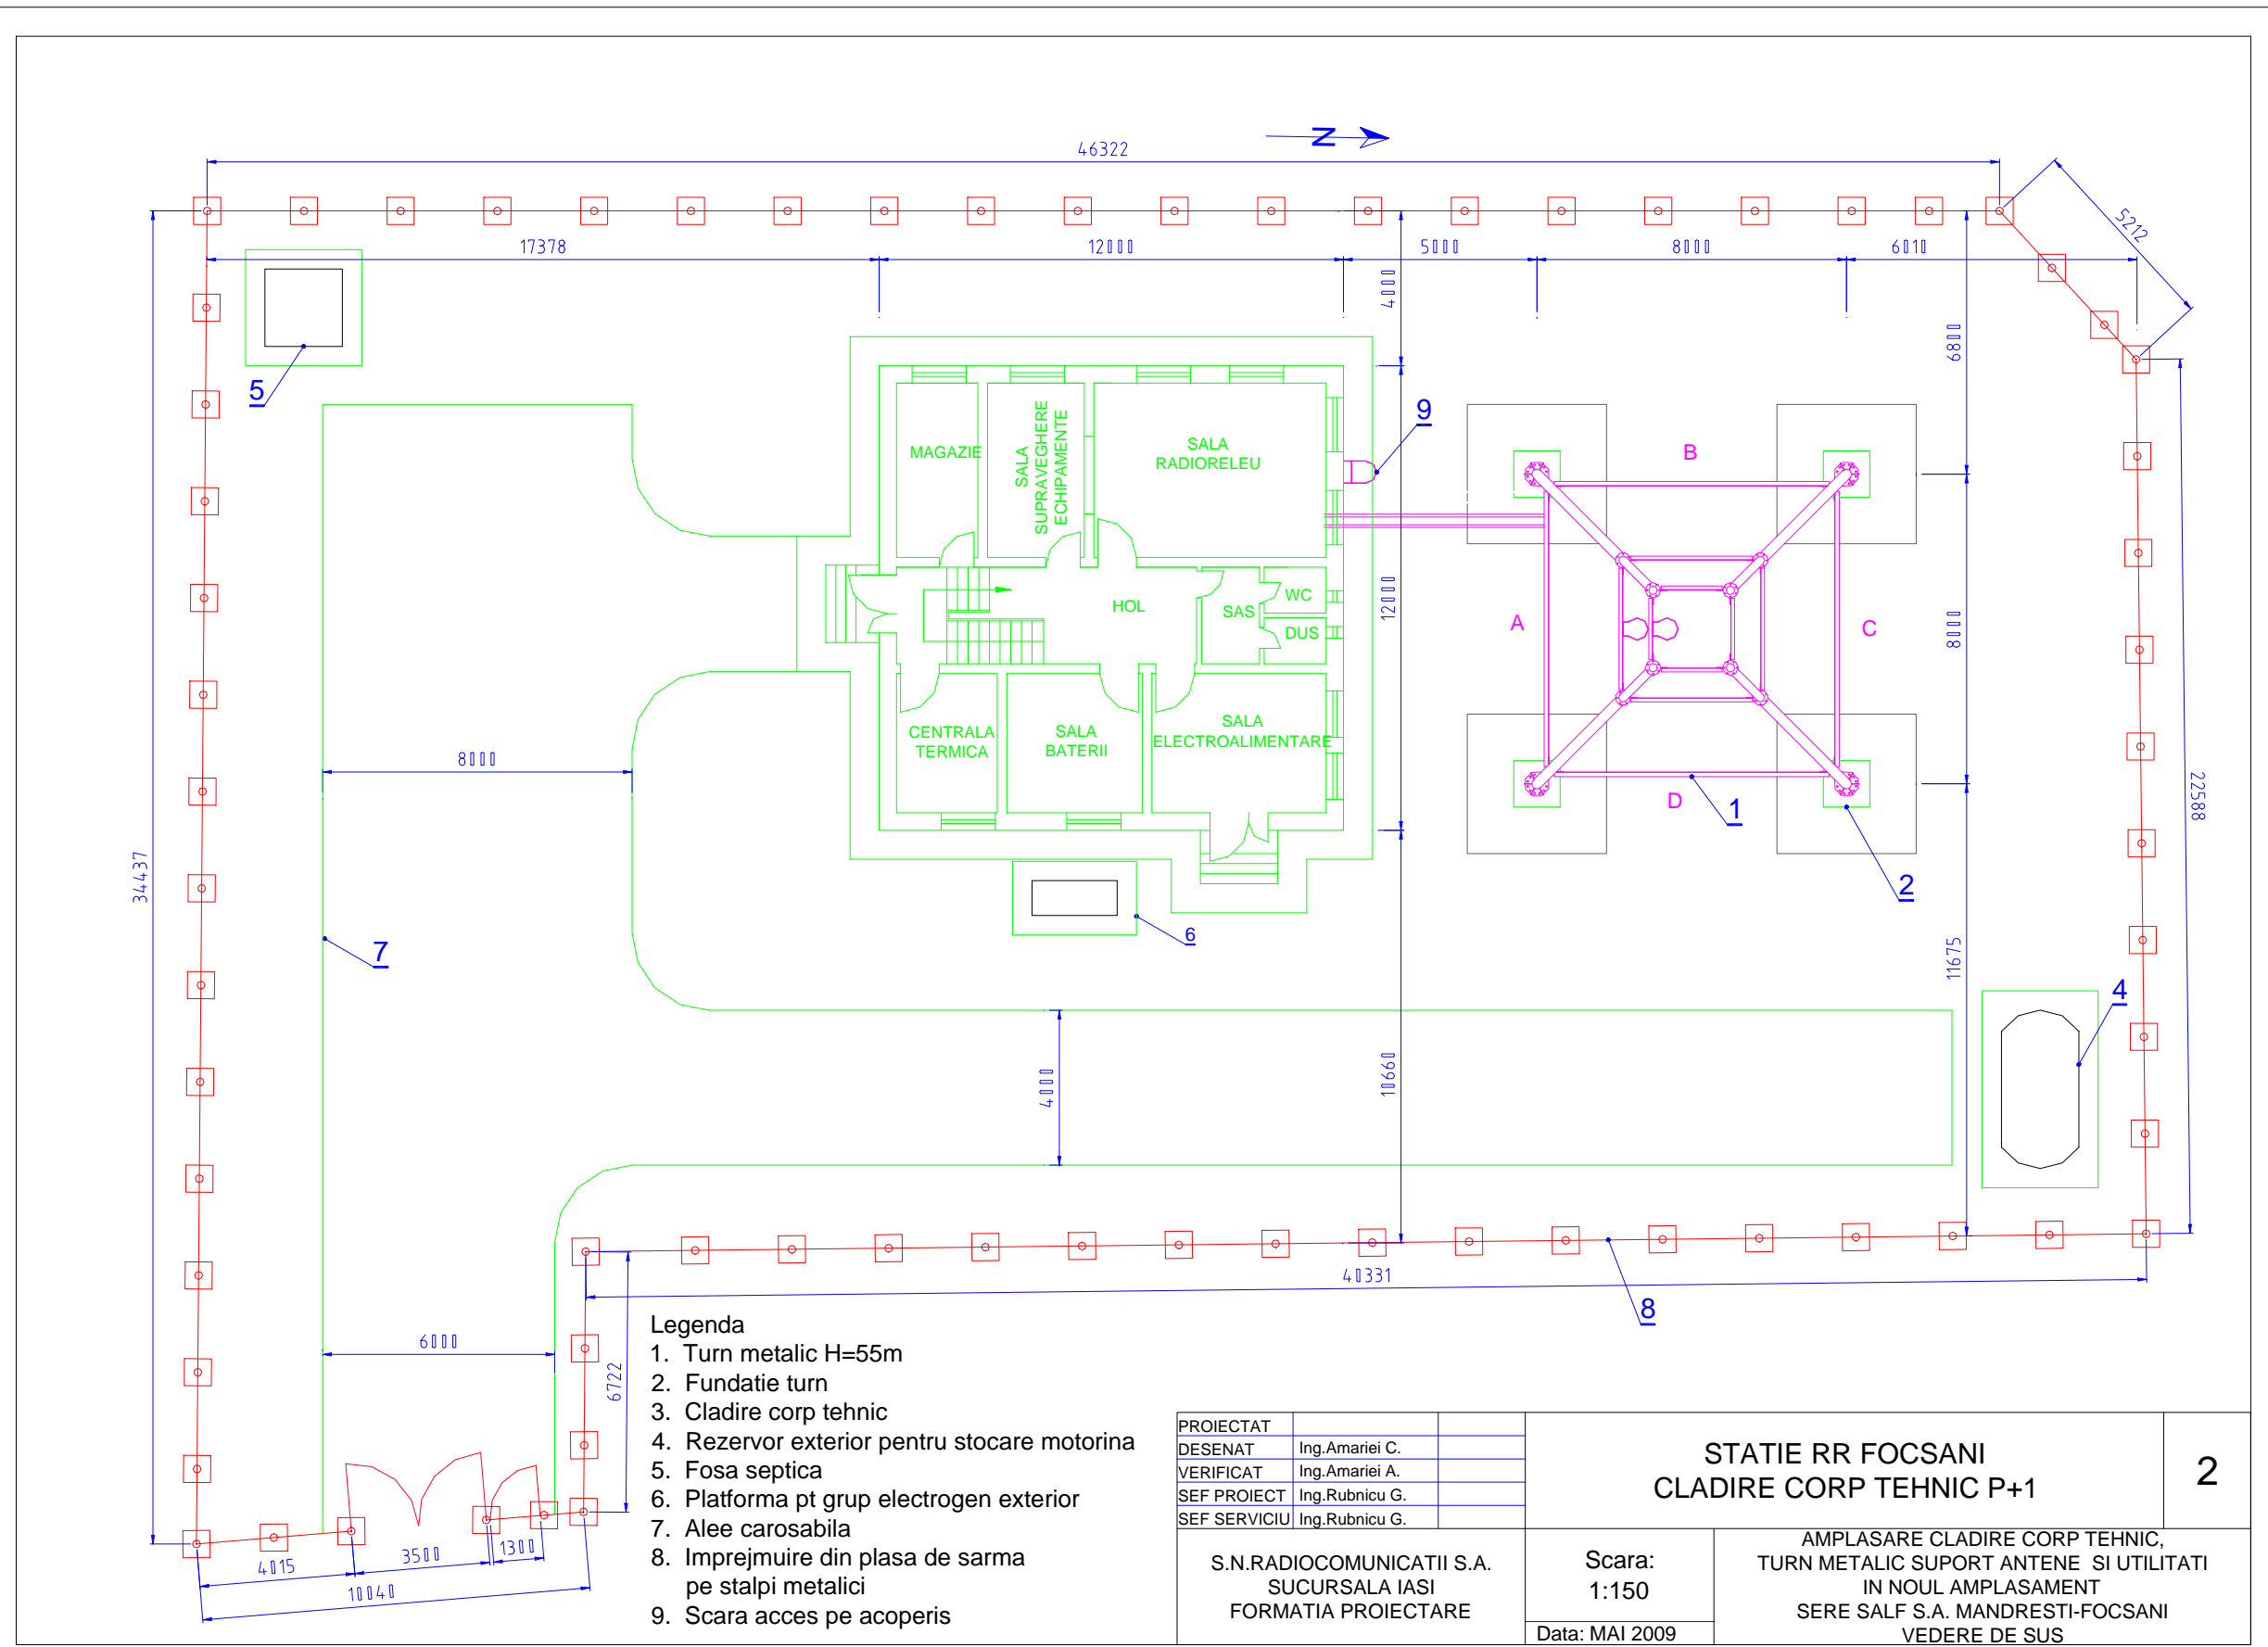 N
46322
5212
17378
12000
5000
8000
6010
4000
6800
5
9
MAGAZIE
SALA
SUPRAVEGHERE
ECHIPAMENTE
SALA
RADIORELEU
B
HOL
SAS
WC
DUS
12000
A
C
8000
CENTRALA
TERMICA
SALA
BATERII
SALA
ELECTROALIMENTARE
8000
D
1
22588
34437
2
6
7
11675
4
4000
10660
40331
8
6000
6722
4015
3500
1300
10040
Legenda
1. Turn metalic H=55m
2. Fundatie turn
3. Cladire corp tehnic
4. Rezervor exterior pentru stocare motorina
5. Fosa septica
6. Platforma pt grup electrogen exterior
7. Alee carosabila
8. Imprejmuire din plasa de sarma
pe stalpi metalici
9. Scara acces pe acoperis
PROIECTAT
DESENAT Ing.Amariei C.
VERIFICAT Ing.Amariei A.
SEF PROIECT Ing.Rubnicu G.
SEF SERVICIU Ing.Rubnicu G.
STATIE RR FOCSANI
CLADIRE CORP TEHNIC P+1
2
S.N.RADIOCOMUNICATII S.A.
SUCURSALA IASI
FORMATIA PROIECTARE
Scara:
1:150
Data: MAI 2009
AMPLASARE CLADIRE CORP TEHNIC,
TURN METALIC SUPORT ANTENE SI UTILITATI
IN NOUL AMPLASAMENT
SERE SALF S.A. MANDRESTI-FOCSANI
VEDERE DE SUS